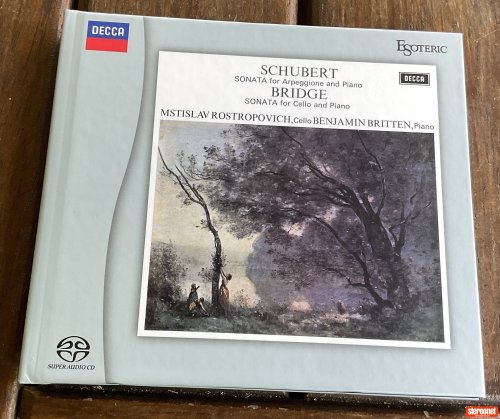 DECCA
ESOTERIC
SCHUBERT
SONATA for Arpeggione and Piano
DECCA
BRIDGE
SONATA for Cello and Piano
MSTISLAV ROSTROPOVICH, Cello BENJAMIN BRITTEN, Piano
SUPER AUDIO CD
stereonet